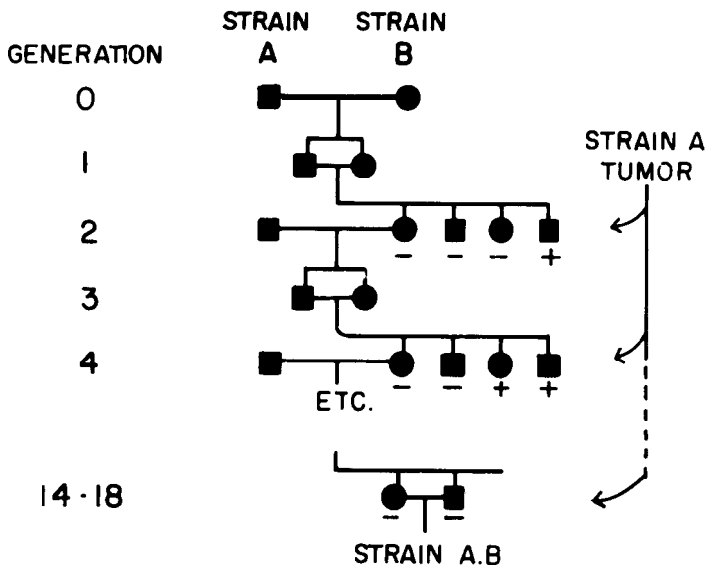 STRAIN STRAIN
GENERATION A B
0
1
STRAIN A
TUMOR
2
- - - +
3
4
- - + +
ETC.
14-18
- -
STRAIN A.B